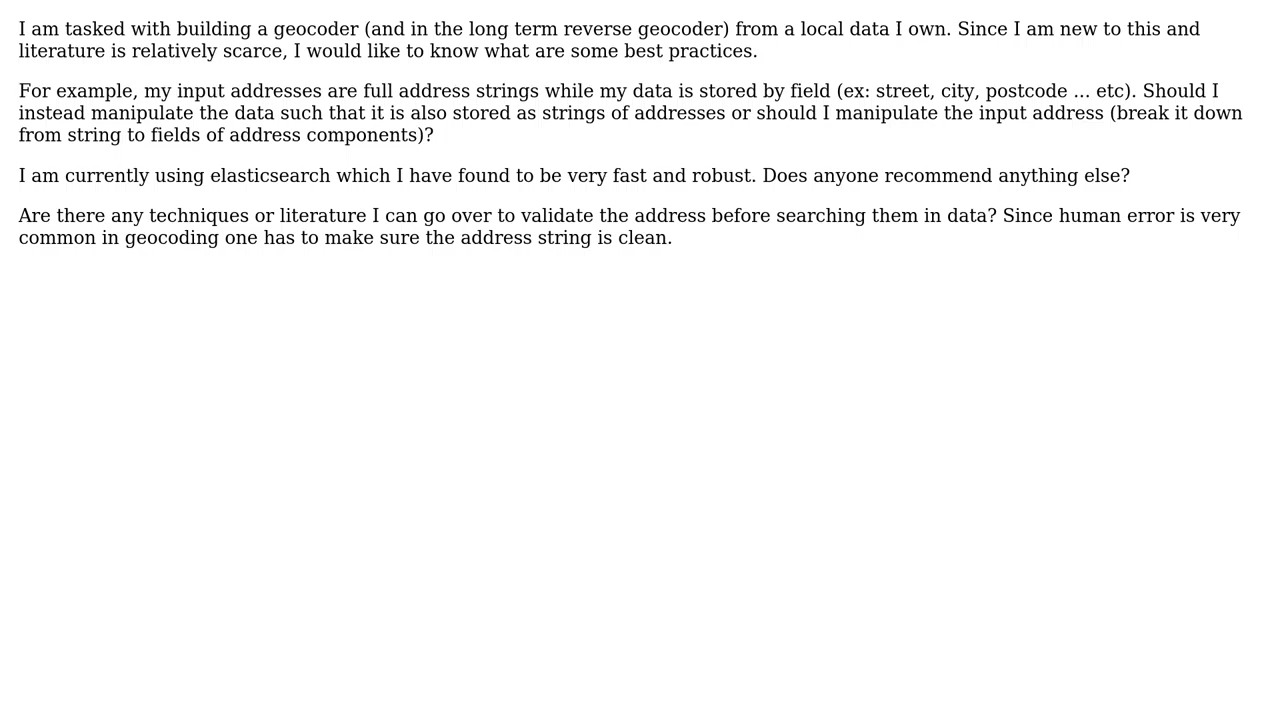 I am tasked with building a geocoder (and in the long term reverse geocoder) from a local data I own. Since I am new to this and
literature is relatively scarce, I would like to know what are some best practices.
For example, my input addresses are full address strings while my data is stored by field (ex: street, city, postcode ... etc). Should I
instead manipulate the data such that it is also stored as strings of addresses or should I manipulate the input address (break it down
from string to fields of address components)?
I am currently using elasticsearch which I have found to be very fast and robust. Does anyone recommend anything else?
Are there any techniques or literature I can go over to validate the address before searching them in data? Since human error is very
common in geocoding one has to make sure the address string is clean.